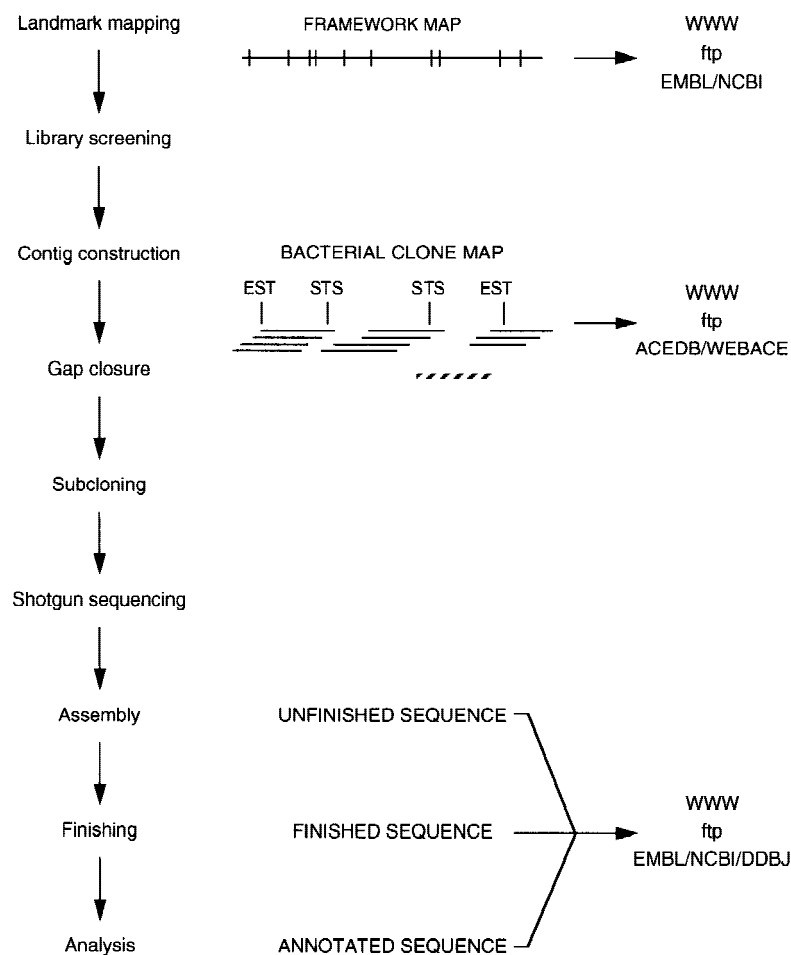 Landmark mapping
FRAMEWORK MAP
WWW
ftp
EMBL/NCBI
Library screening
Contig construction
BACTERIAL CLONE MAP
EST STS STS EST
WWW
ftp
ACEDB/WEBACE
Gap closure
Subcloning
Shotgun sequencing
Assembly
UNFINISHED SEQUENCE
Finishing
FINISHED SEQUENCE
WWW
ftp
EMBL/NCBI/DDBJ
Analysis
ANNOTATED SEQUENCE